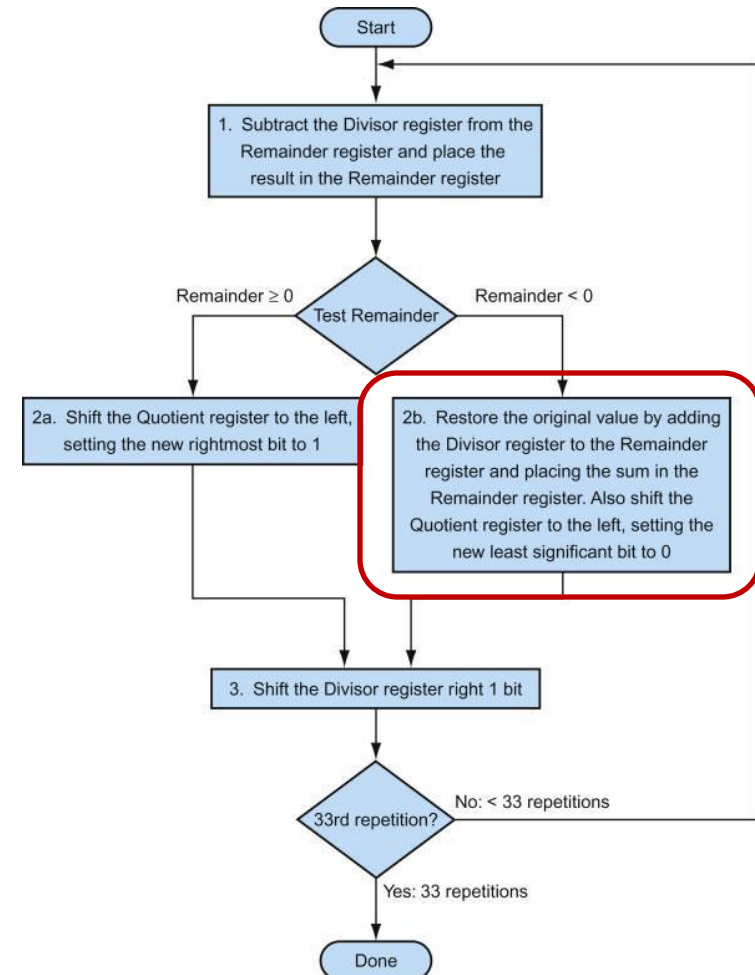 Start
1. Subtract the Divisor register from the
Remainder register and place the
result in the Remainder register
Remainder ≥ 0
Remainder < 0
Test Remainder
2a. Shift the Quotient register to the left,
setting the new rightmost bit to 1
2b. Restore the original value by adding
the Divisor register to the Remainder
register and placing the sum in the
Remainder register. Also shift the
Quotient register to the left, setting the
new least significant bit to 0
3. Shift the Divisor register right 1 bit
No: < 33 repetitions
33rd repetition?
Yes: 33 repetitions
Done